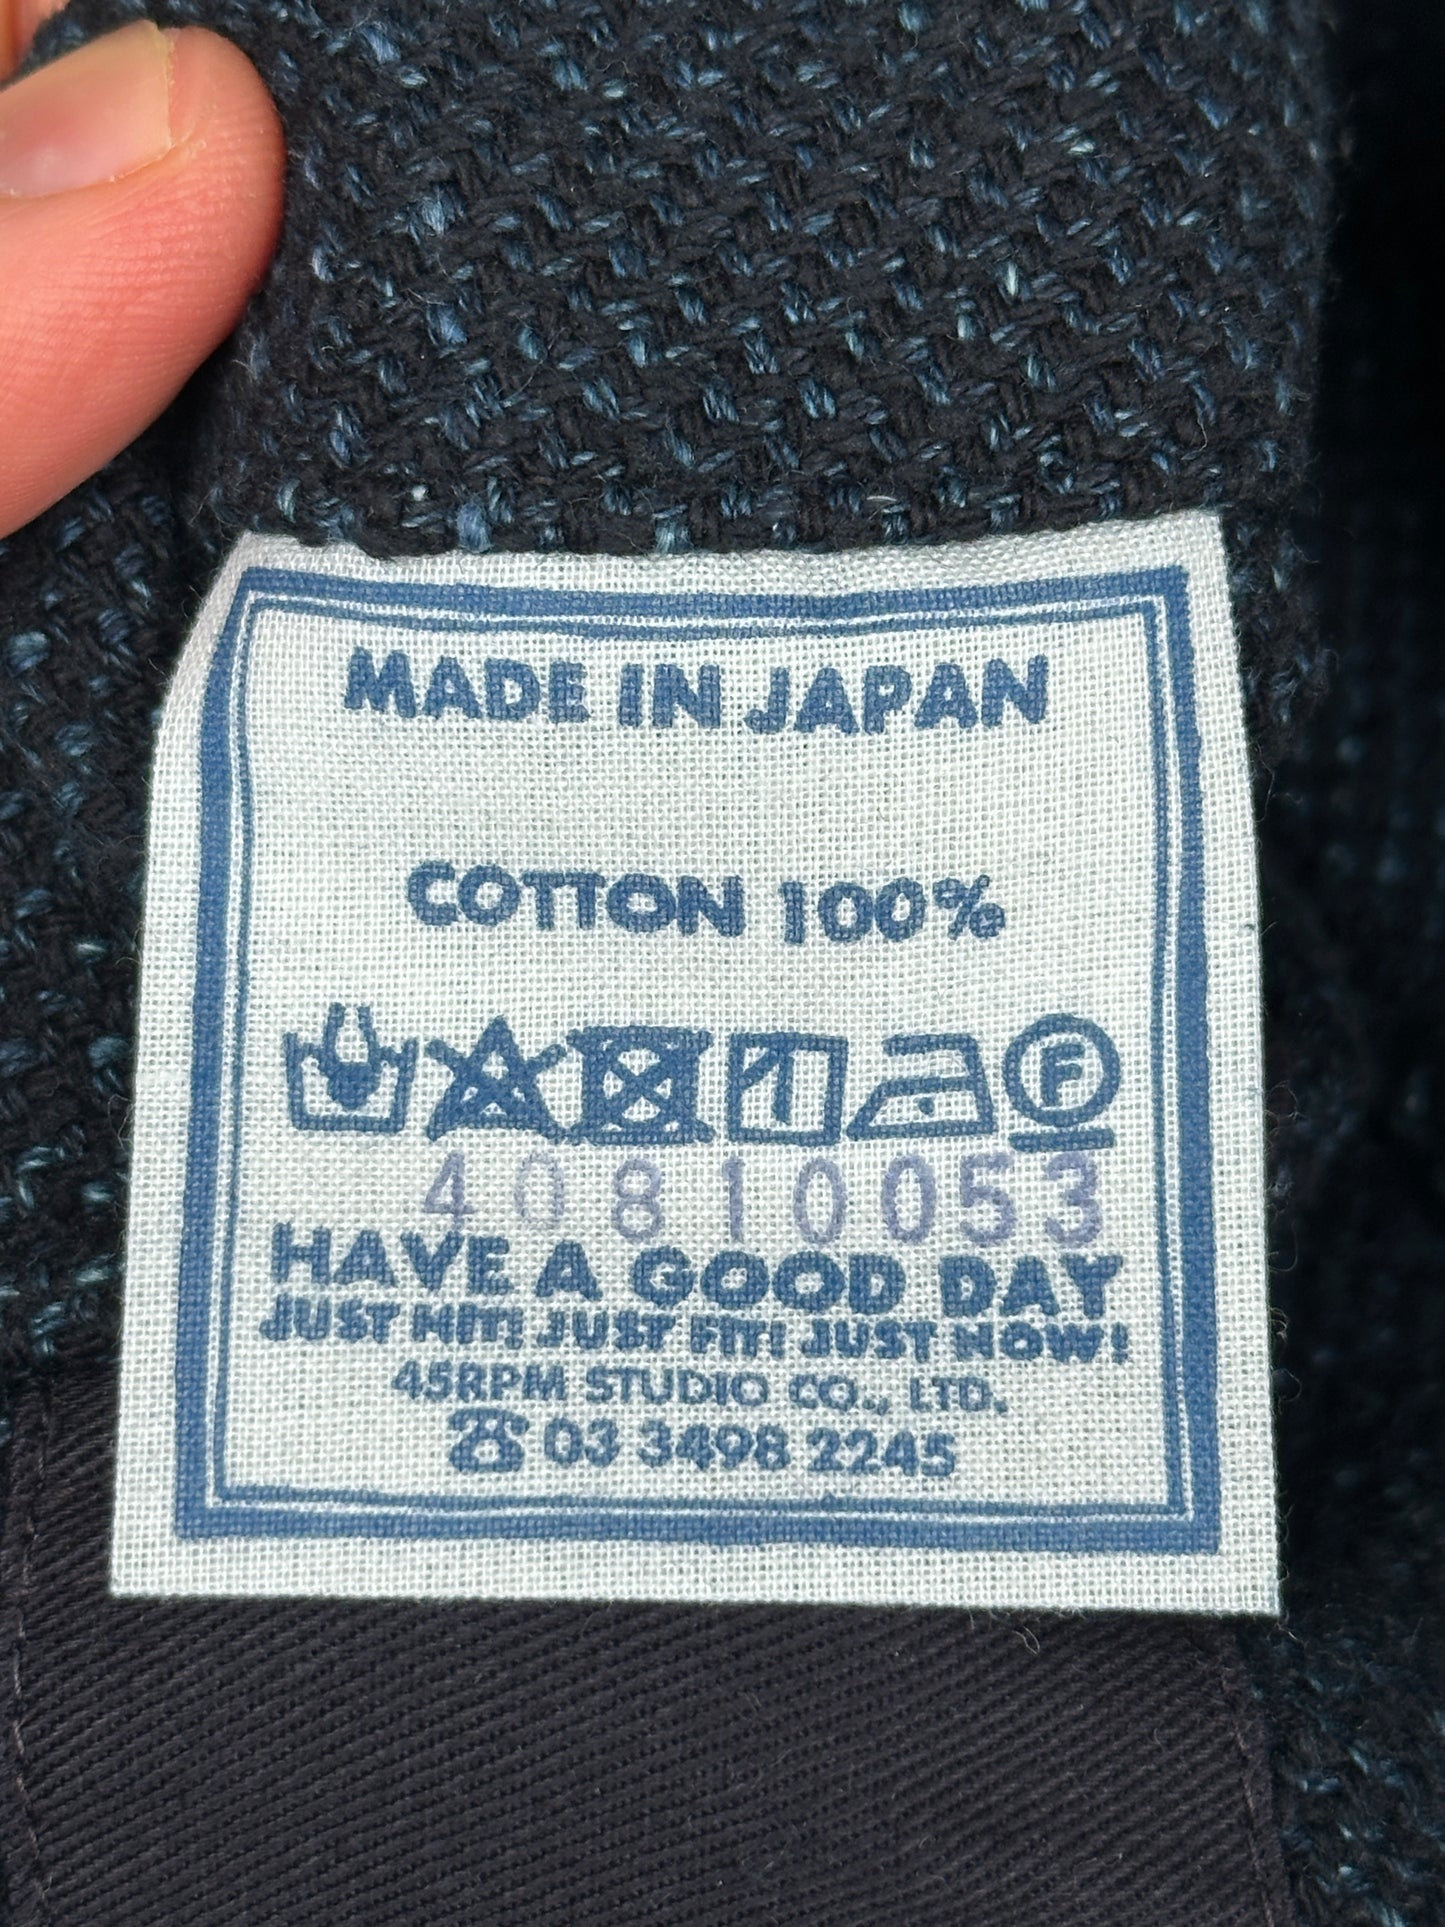 MADE IN JAPAN
COTTON 100%
F
40810053
HAVE A GOOD DAY
JUST HIT! JUST FIT! JUST NOW!
45RPM STUDIO CO., LTD.
☎ 03 3498 2245